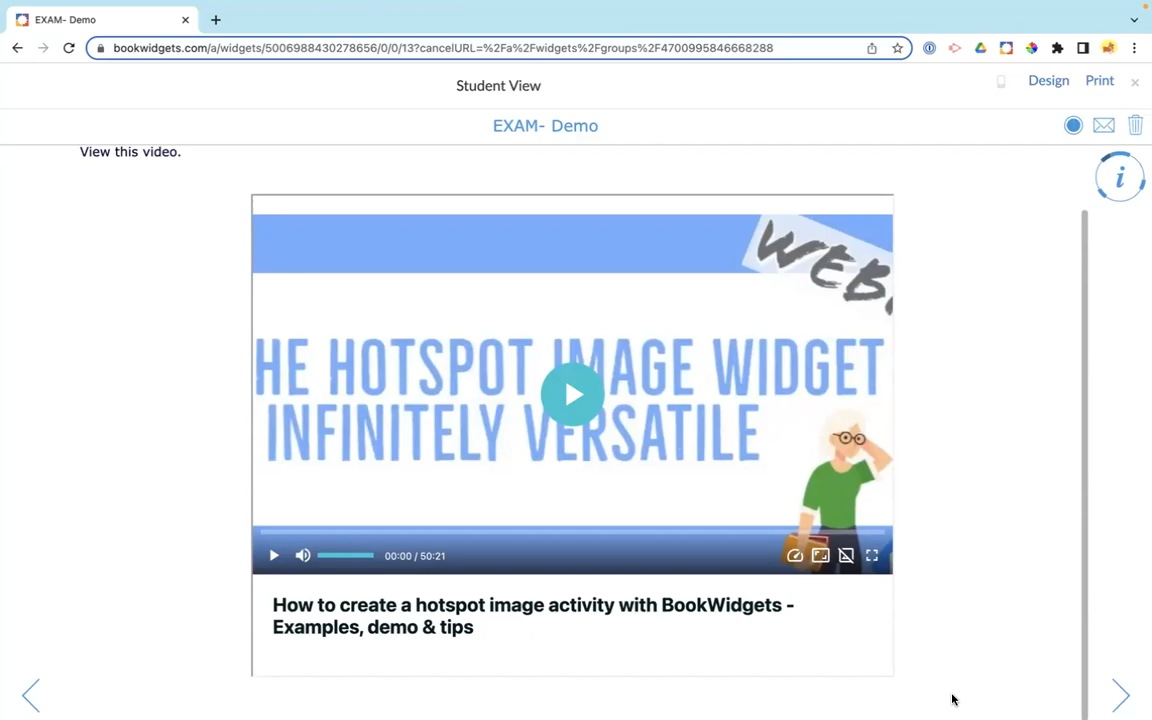 EXAM- Demo
bookwidgets.com/a/widgets/5006988430278656/0/0/13?cancelURL=%2Fa%2Fwidgets%2Fgroups%2F4700995846668288
Student View
Design Print
EXAM- Demo
View this video.
WEB
HE HOTSPOT IMAGE WIDGET
INFINITELY VERSATILE
00:00 / 50:21
How to create a hotspot image activity with BookWidgets -
Examples, demo & tips
i